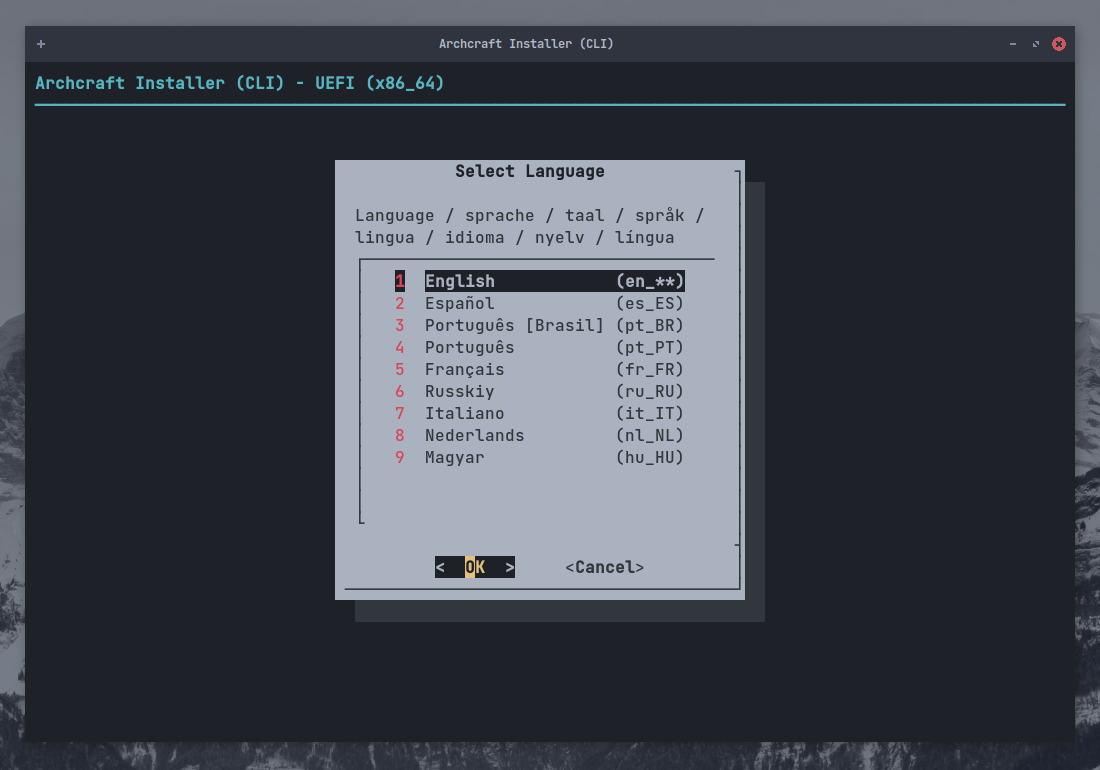 Archcraft Installer (CLI)
Archcraft Installer (CLI) - UEFI (x86_64)
Select Language
Language / sprache / taal / språk /
lingua / idioma / nyelv / língua
1 English (en_**)
2 Español (es_ES)
3 Português [Brasil] (pt_BR)
4 Português (pt_PT)
5 Français (fr_FR)
6 Russkiy (ru_RU)
7 Italiano (it_IT)
8 Nederlands (nl_NL)
9 Magyar (hu_HU)
< OK > <Cancel>